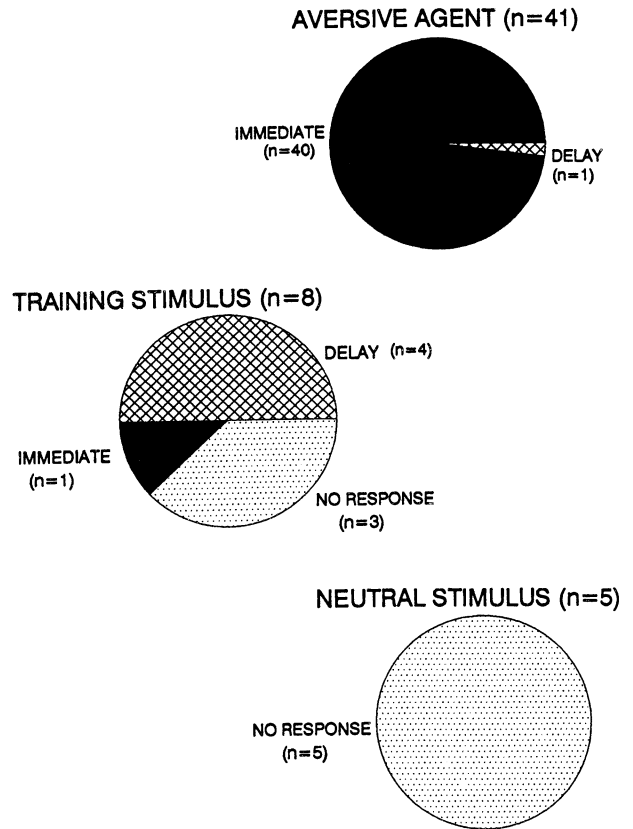 AVERSIVE AGENT (n=41)
IMMEDIATE
(n=40)
DELAY
(n=1)
TRAINING STIMULUS (n=8)
DELAY (n=4)
IMMEDIATE
(n=1)
NO RESPONSE
(n=3)
NEUTRAL STIMULUS (n=5)
NO RESPONSE
(n=5)